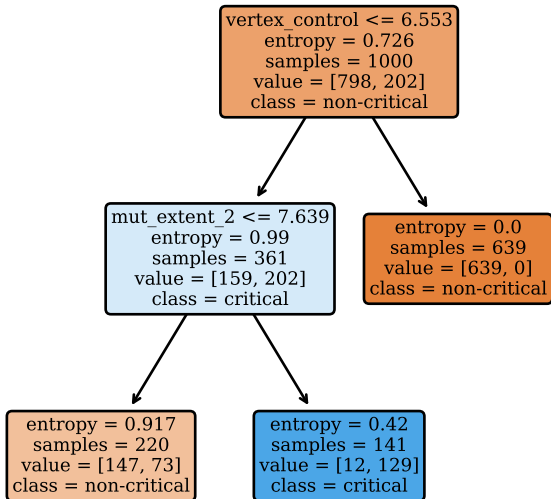 vertex_control <= 6.553
entropy = 0.726
samples = 1000
value = [798, 202]
class = non-critical
mut_extent_2 <= 7.639
entropy = 0.99
samples = 361
value = [159, 202]
class = critical
entropy = 0.0
samples = 639
value = [639, 0]
class = non-critical
entropy = 0.917
samples = 220
value = [147, 73]
class = non-critical
entropy = 0.42
samples = 141
value = [12, 129]
class = critical